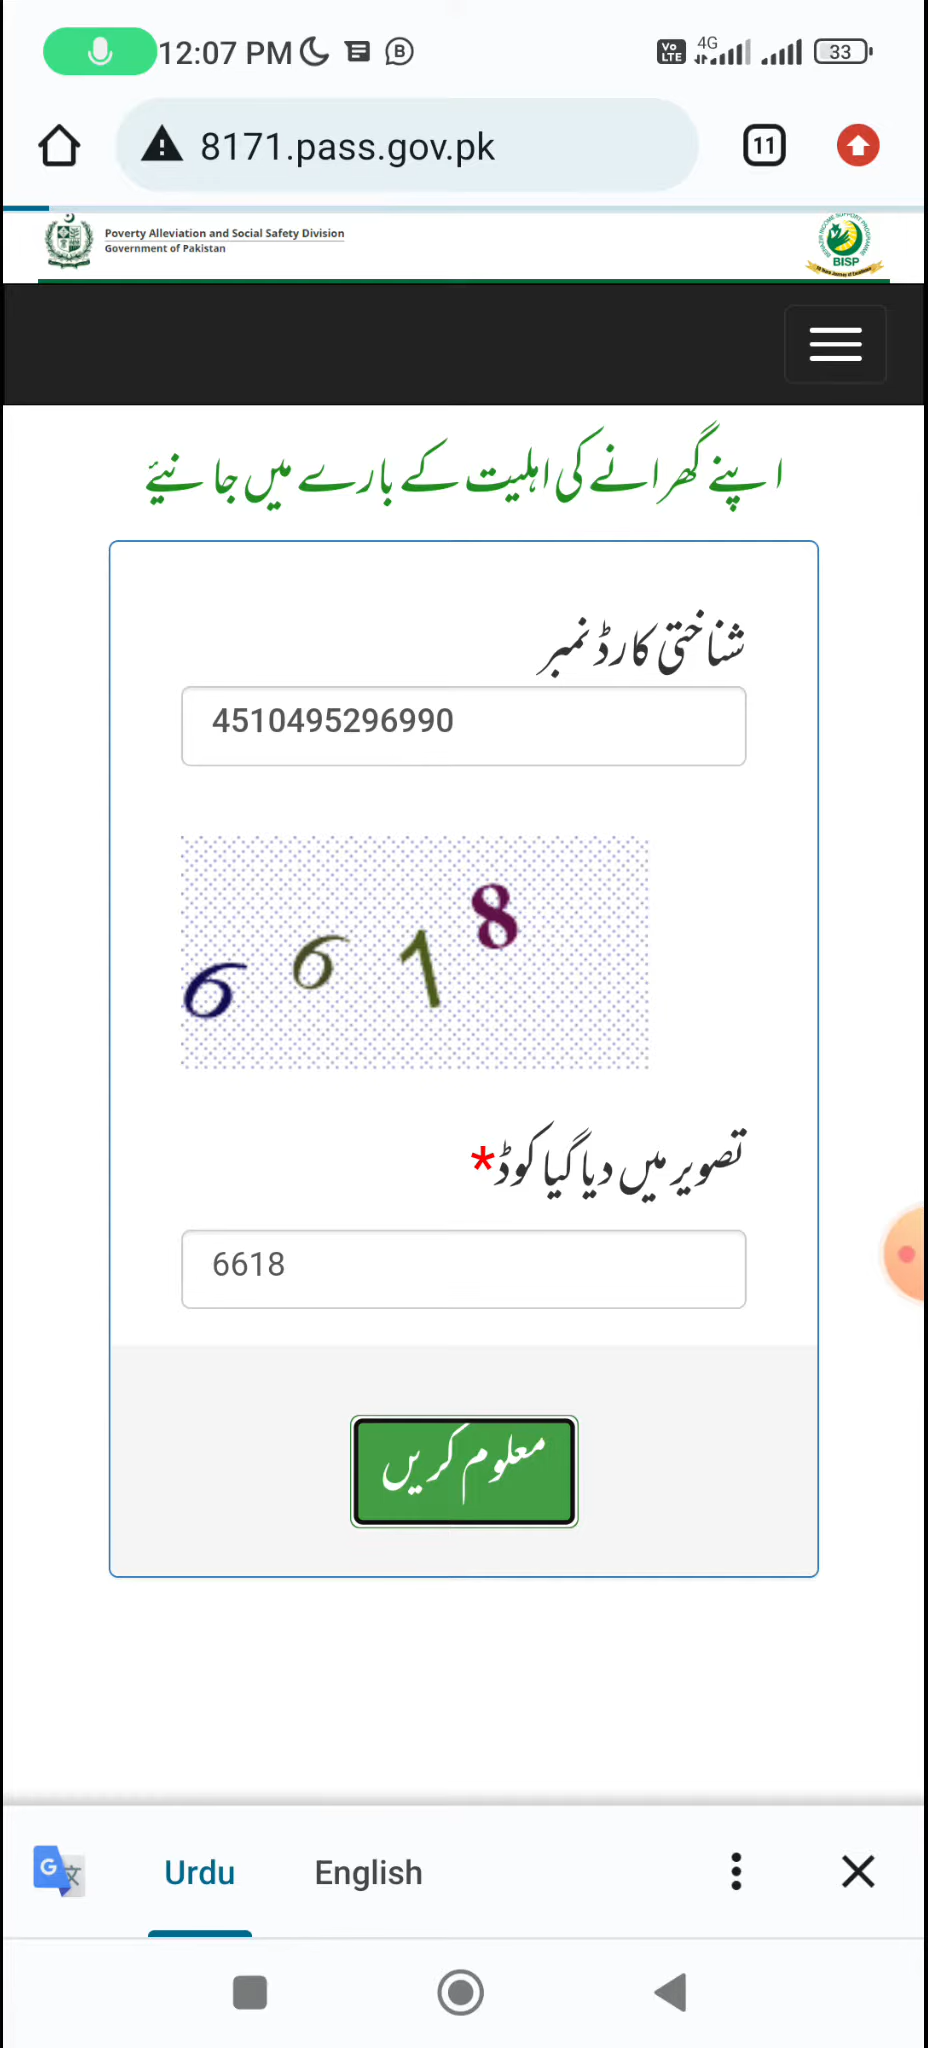 12:07 PM
Vo LTE 4G 33
8171.pass.gov.pk
11
Poverty Alleviation and Social Safety Division
Government of Pakistan
BISP
اپنے گھرانے کی اہلیت کے بارے میں جانیئے
شناختی کارڈ نمبر
4510495296990
6618
تصویر میں دیا گیا کوڈ*
6618
معلوم کریں
Urdu English